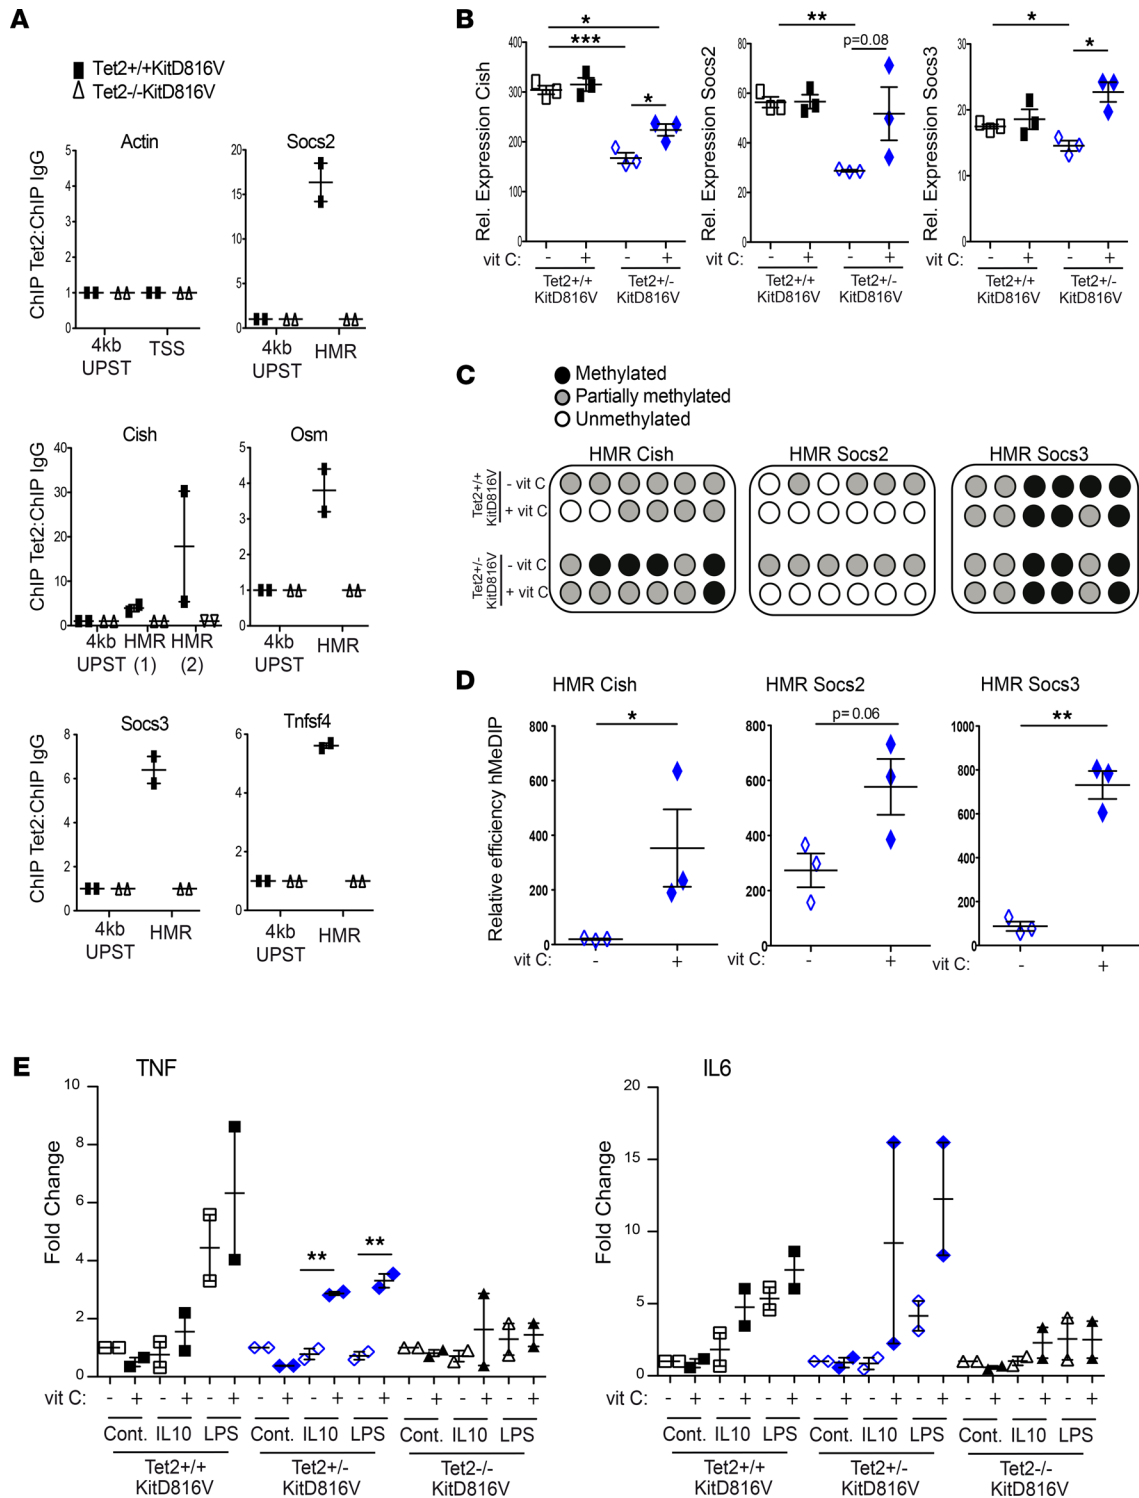 A
Tet2+/+KitD816V
Tet2-/-KitD816V
Actin
Socs2
ChIP Tet2:ChIP IgG
5
4
3
2
1
0
20
15
10
5
0
4kb UPST
TSS
4kb UPST
HMR
Cish
Osm
ChIP Tet2:ChIP IgG
40
30
20
10
0
5
4
3
2
1
0
4kb UPST
HMR (1)
HMR (2)
4kb UPST
HMR
Socs3
Tnfsf4
ChIP Tet2:ChIP IgG
8
6
4
2
0
6
4
2
0
4kb UPST
HMR
4kb UPST
HMR
B
Rel. Expression Cish
400
300
200
100
0
*
***
*
vit C: - + - +
Tet2+/+ KitD816V
Tet2+/- KitD816V
Rel. Expression Socs2
80
60
40
20
0
**
p=0.08
- + - +
Tet2+/+ KitD816V
Tet2+/- KitD816V
Rel. Expression Socs3
30
20
10
0
*
*
vit C: - + - +
Tet2+/+ KitD816V
Tet2+/- KitD816V
C
Methylated
Partially methylated
Unmethylated
HMR Cish
HMR Socs2
HMR Socs3
Tet2+/+ KitD816V
- vit C
+ vit C
Tet2+/- KitD816V
- vit C
+ vit C
D
HMR Cish
HMR Socs2
HMR Socs3
Relative efficiency hMeDIP
800
600
400
200
0
*
vit C: - +
800
600
400
200
0
p= 0.06
vit C: - +
1000
800
600
400
200
0
**
vit C: - +
E
TNF
Fold Change
10
8
6
4
2
0
**
**
vit C: - + - + - + - + - + - + - + - + - +
Cont. IL10 LPS Cont. IL10 LPS Cont. IL10 LPS
Tet2+/+ KitD816V
Tet2+/- KitD816V
Tet2-/- KitD816V
IL6
Fold Change
20
15
10
5
0
- + - + - + - + - + - + - + - + - +
Cont. IL10 LPS Cont. IL10 LPS Cont. IL10 LPS
Tet2+/+ KitD816V
Tet2+/- KitD816V
Tet2-/- KitD816V